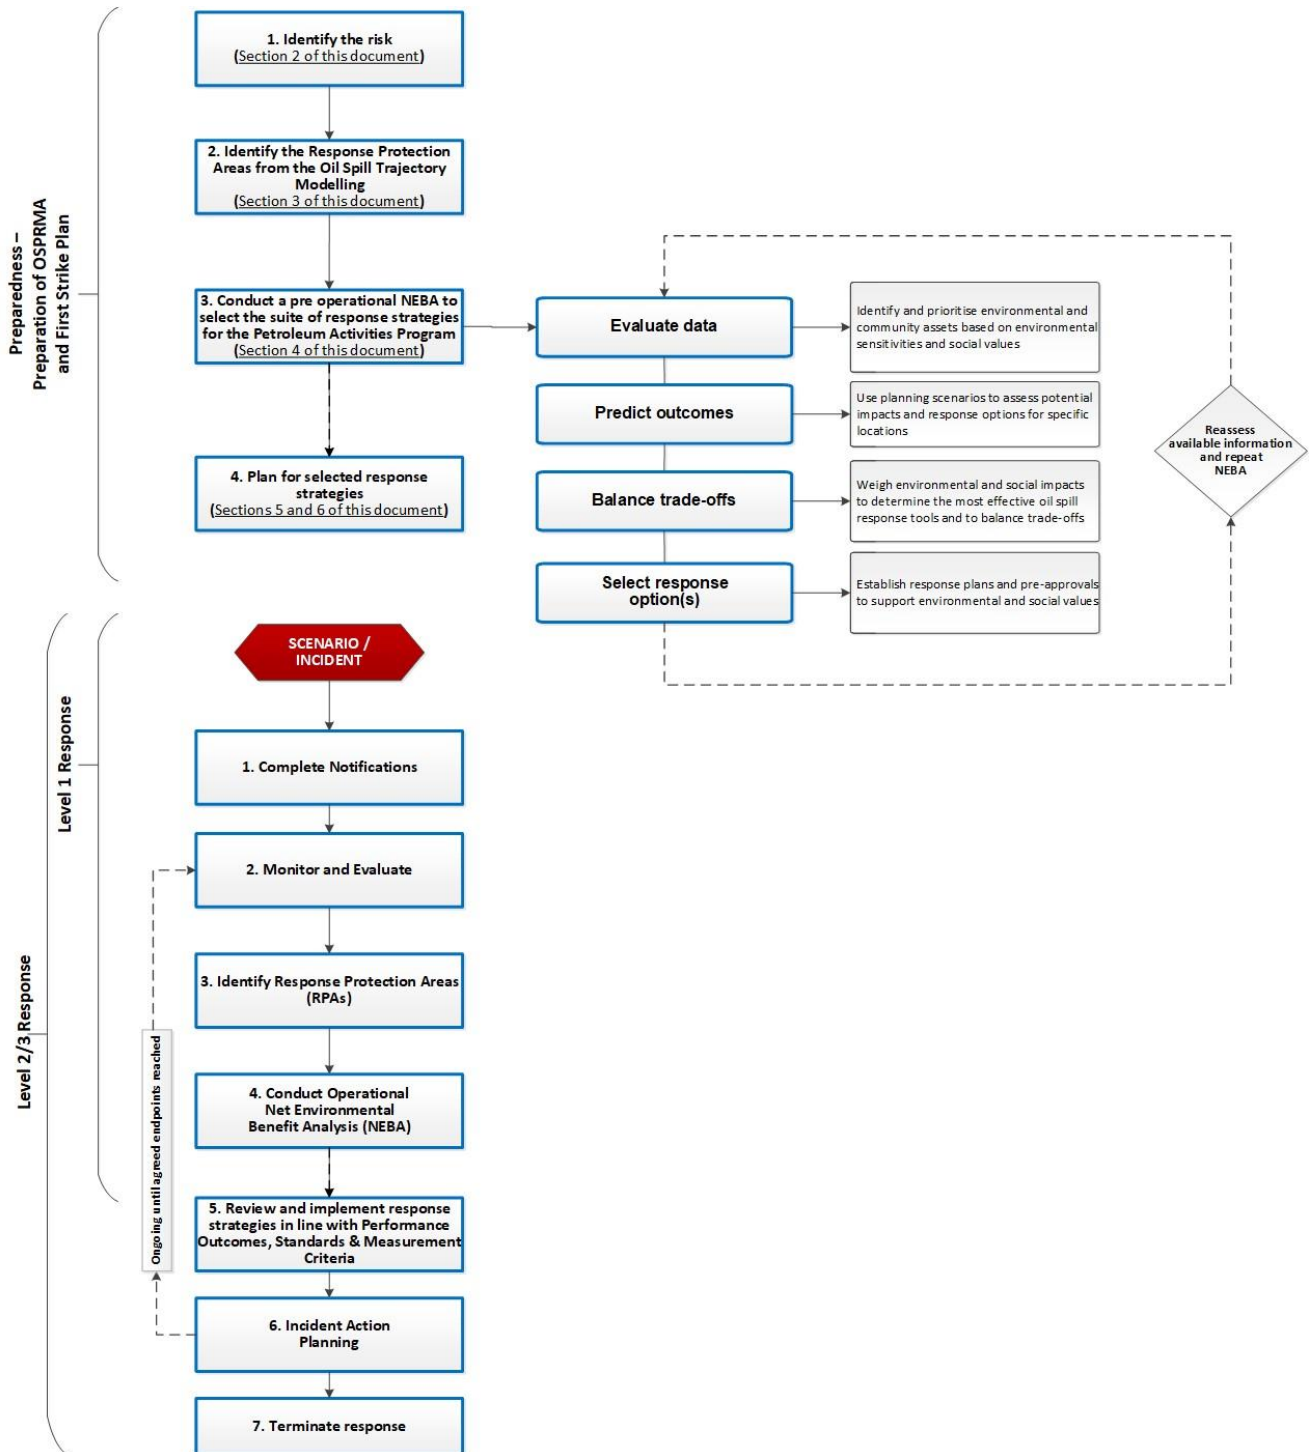 Preparedness –
Preparation of OSPRMA
and First Strike Plan
1. Identify the risk
(Section 2 of this document)
2. Identify the Response Protection
Areas from the Oil Spill Trajectory
Modelling
(Section 3 of this document)
3. Conduct a pre operational NEBA to
select the suite of response strategies
for the Petroleum Activities Program
(Section 4 of this document)
4. Plan for selected response
strategies
(Sections 5 and 6 of this document)
Evaluate data
Identify and prioritise environmental and
community assets based on environmental
sensitivities and social values
Predict outcomes
Use planning scenarios to assess potential
impacts and response options for specific
locations
Balance trade-offs
Weigh environmental and social impacts
to determine the most effective oil spill
response tools and to balance trade-offs
Select response
option(s)
Establish response plans and pre-approvals
to support environmental and social values
Reassess
available information
and repeat
NEBA
Level 2/3 Response
Level 1 Response
SCENARIO /
INCIDENT
1. Complete Notifications
2. Monitor and Evaluate
3. Identify Response Protection Areas
(RPAs)
4. Conduct Operational
Net Environmental
Benefit Analysis (NEBA)
5. Review and implement response
strategies in line with Performance
Outcomes, Standards & Measurement
Criteria
6. Incident Action
Planning
7. Terminate response
Ongoing until agreed endpoints reached